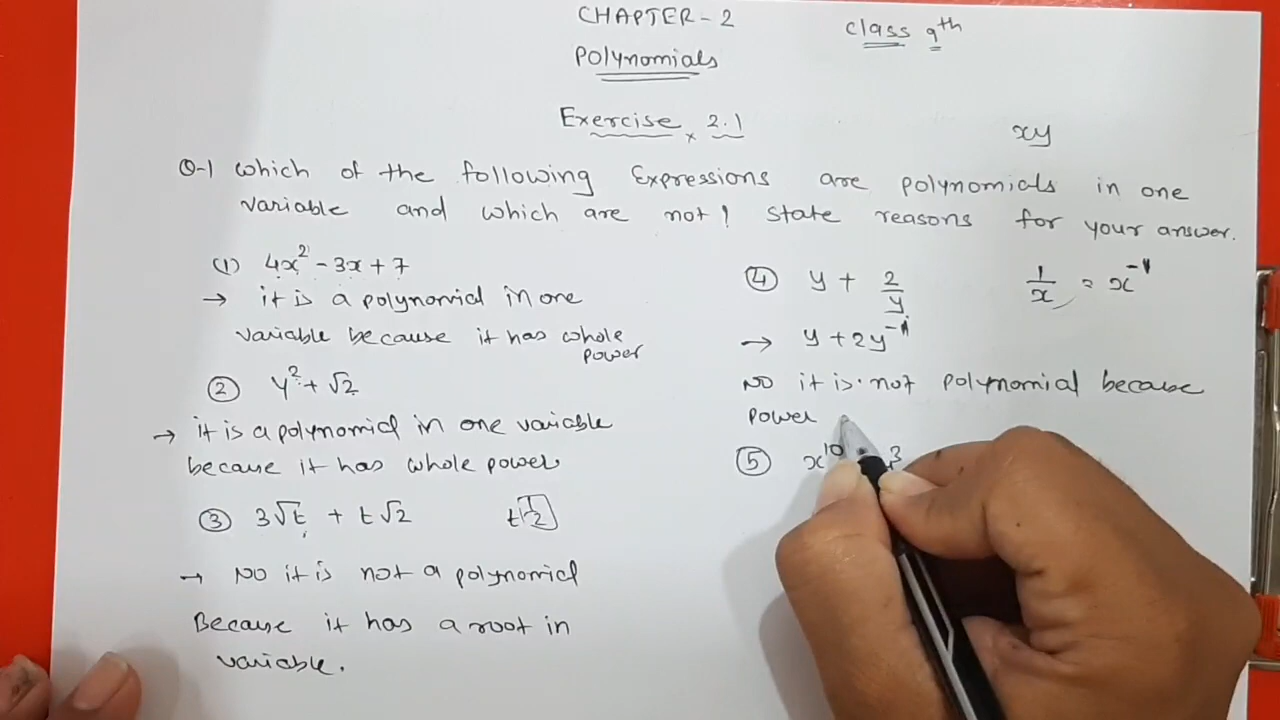 CHAPTER-2
class 9th
Polynomials
Exercise 2.1
xy
Q-1 which of the following Expressions are polynomials in one
variable and which are not! state reasons for your answer.
(1) 4x² - 3x + 7
→ it is a polynomial in one
variable because it has whole
power
② y² + √2
→ it is a polynomial in one variable
because it has whole power
③ 3√t + t√2
t^1/2
→ No it is not a polynomial
Because it has a root in
variable.
④ y + 2/y
1/x = x⁻¹
→ y + 2y⁻¹
No it is not polynomial because
power
⑤ x¹⁰ 3